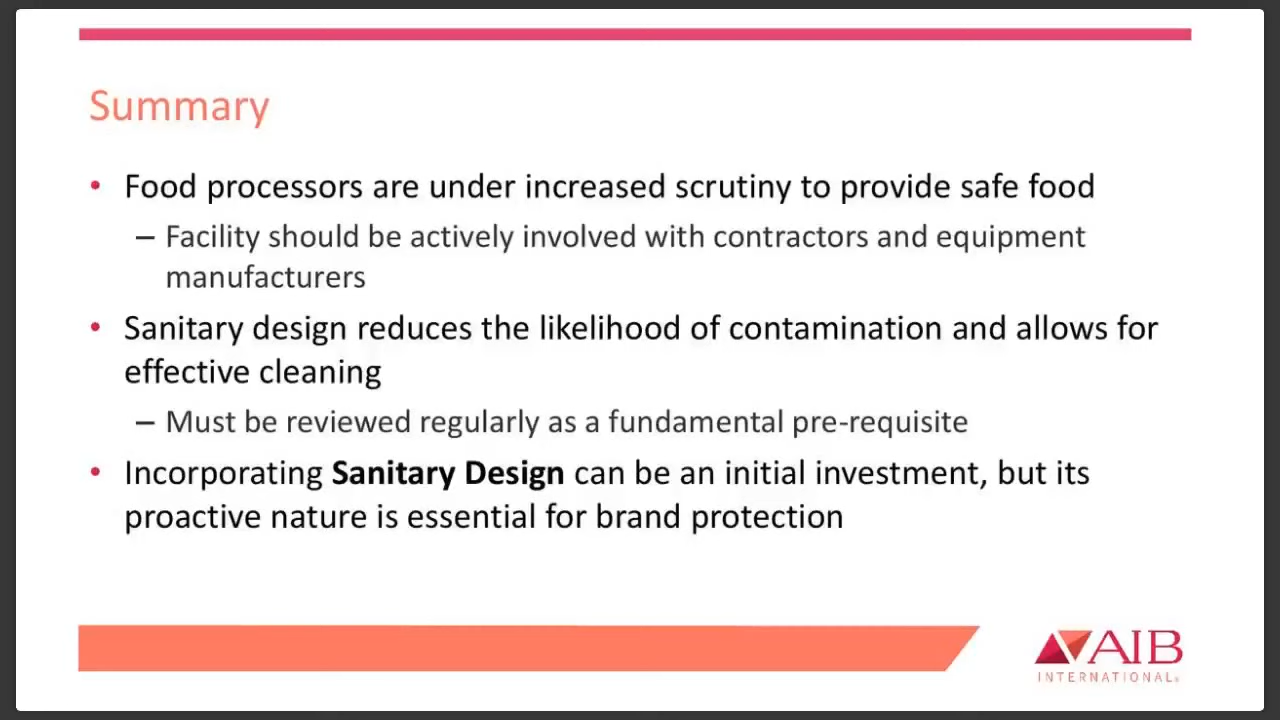 Summary
• Food processors are under increased scrutiny to provide safe food
– Facility should be actively involved with contractors and equipment
manufacturers
• Sanitary design reduces the likelihood of contamination and allows for
effective cleaning
– Must be reviewed regularly as a fundamental pre-requisite
• Incorporating Sanitary Design can be an initial investment, but its
proactive nature is essential for brand protection
AIB
INTERNATIONAL®